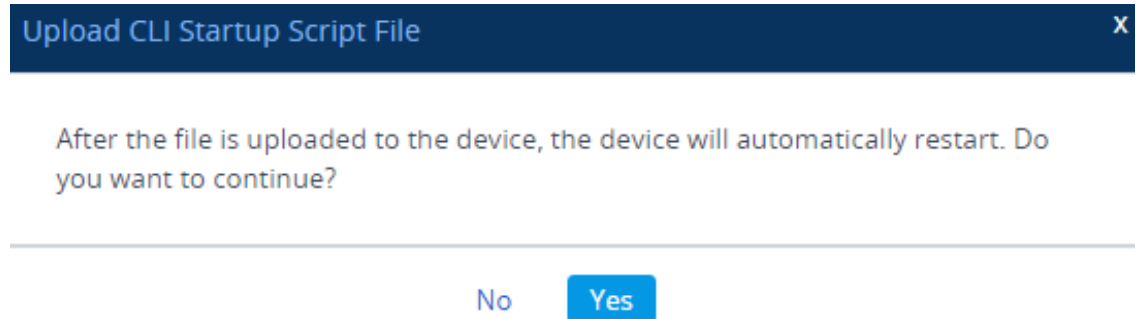 Upload CLI Startup Script File
X
After the file is uploaded to the device, the device will automatically restart. Do
you want to continue?
No
Yes